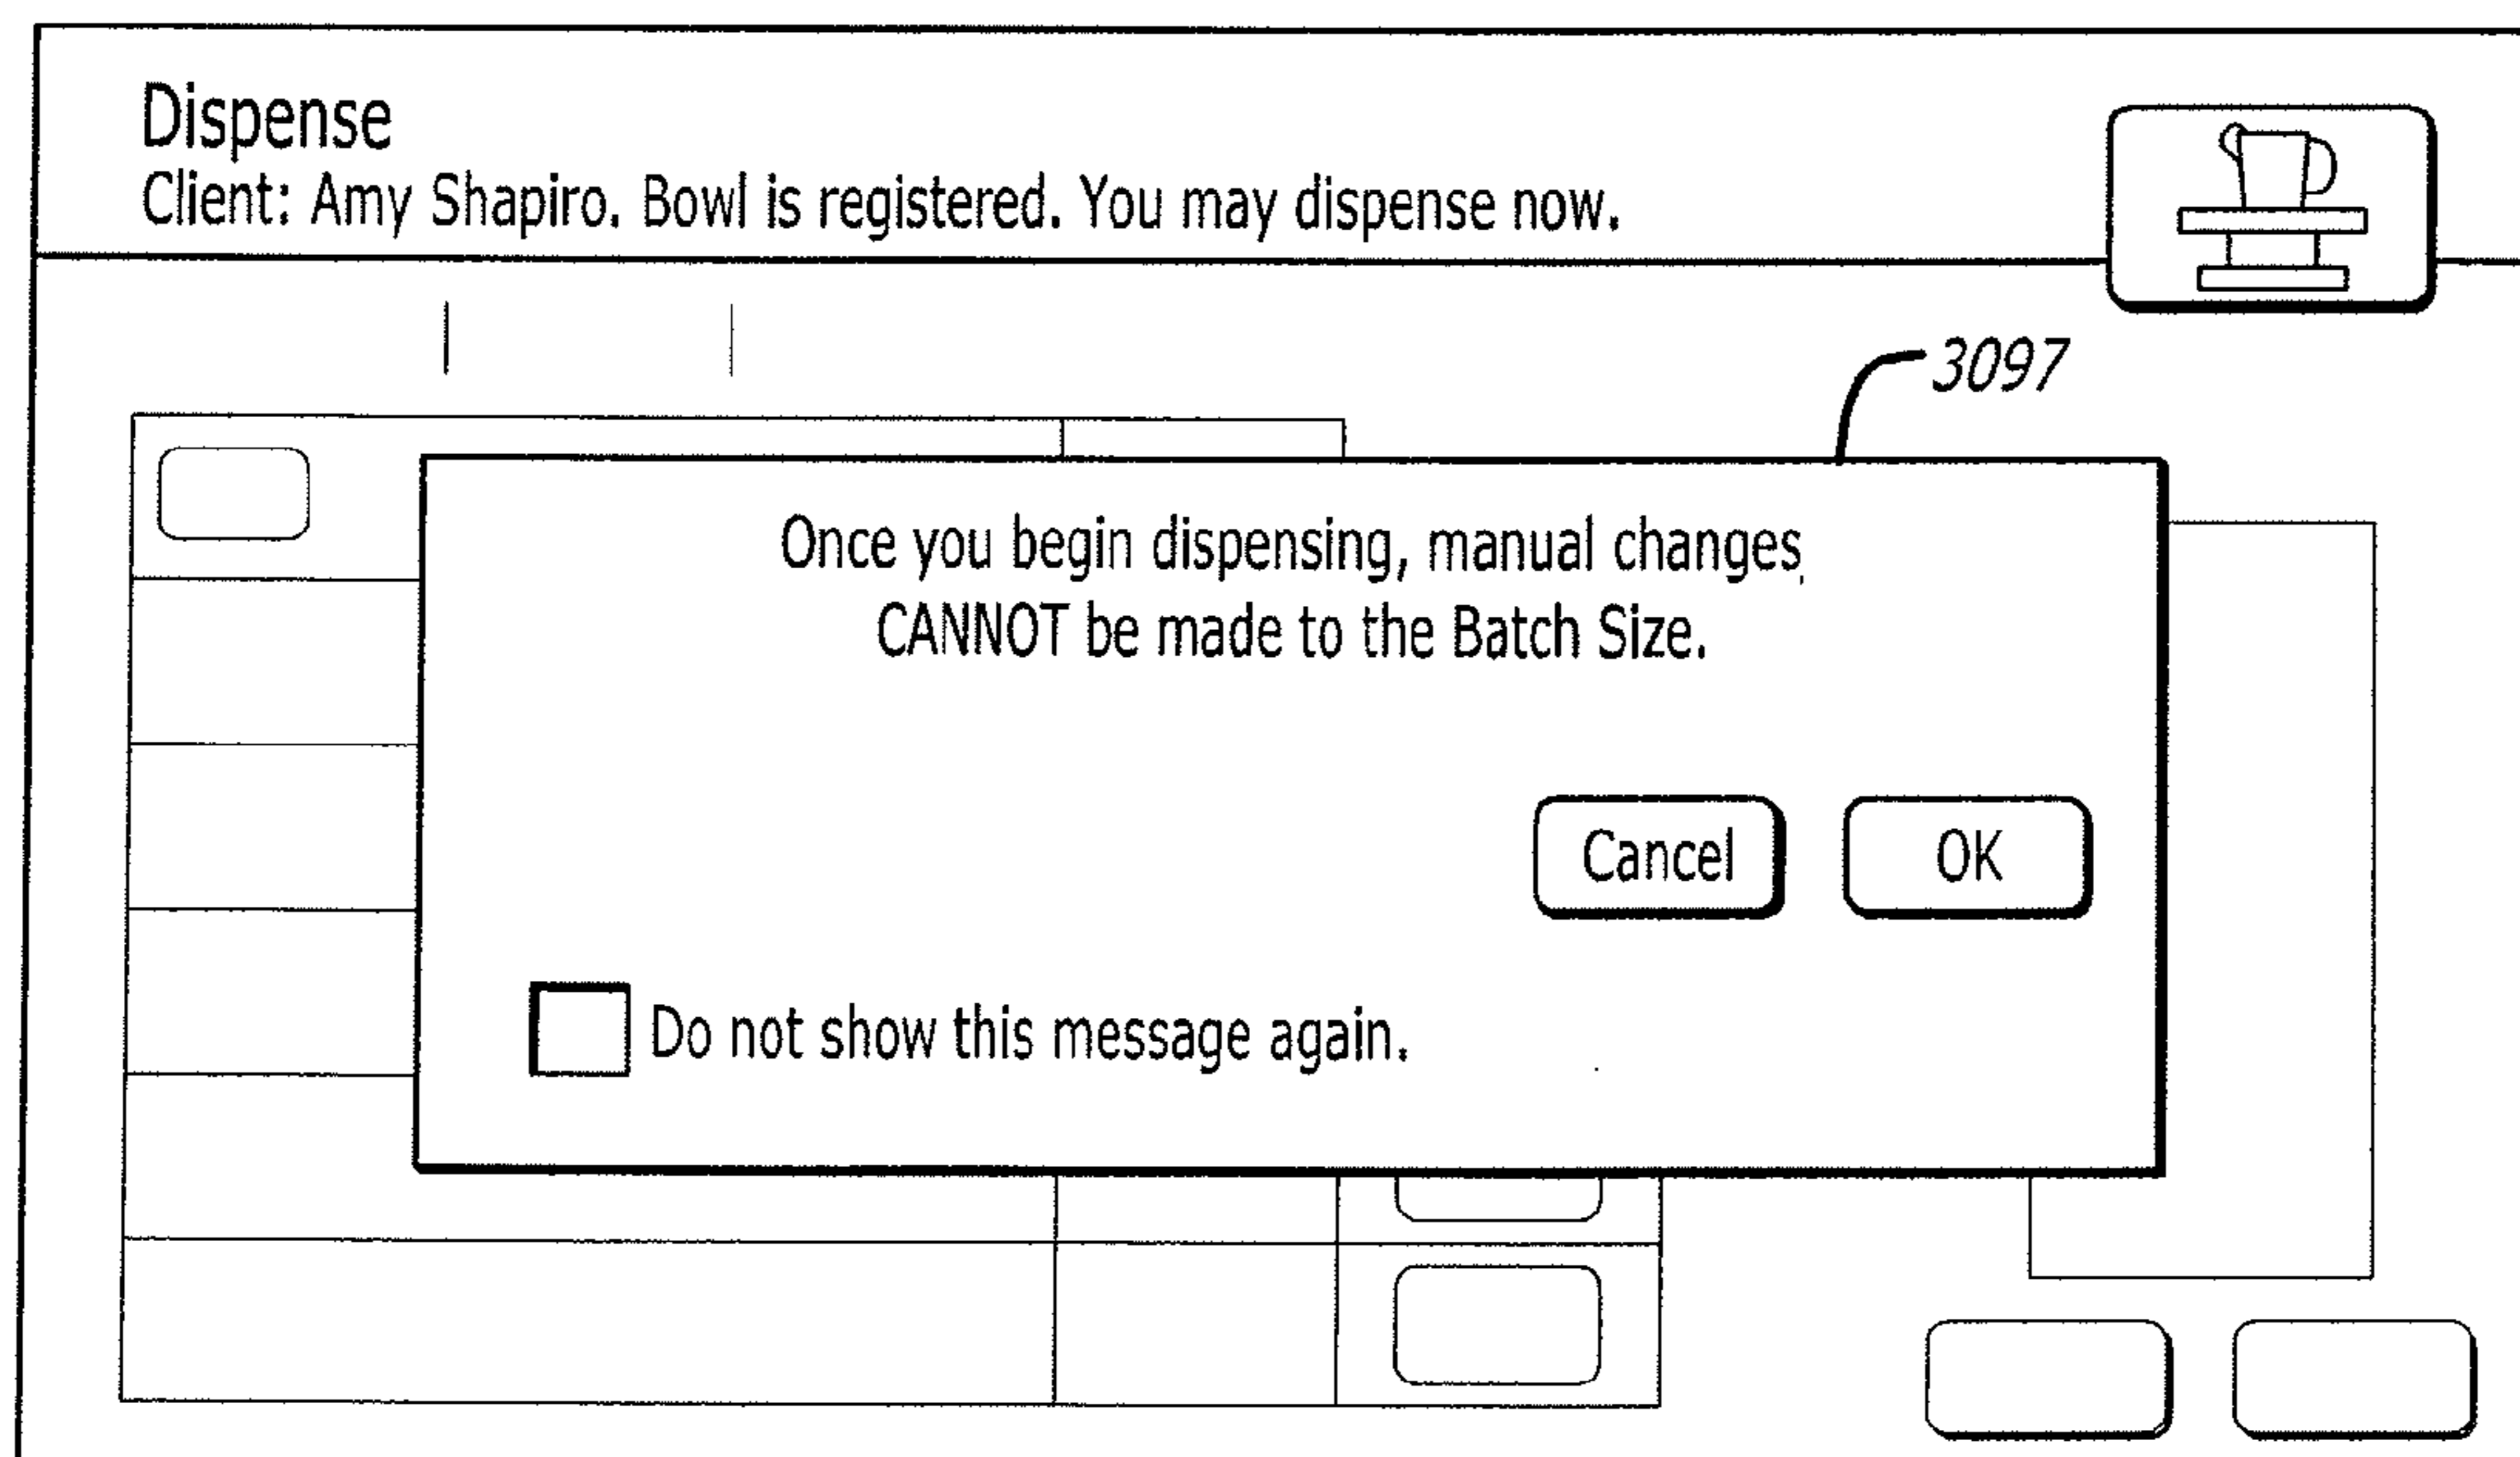 Dispense
Client: Amy Shapiro. Bowl is registered. You may dispense now.
3097
Once you begin dispensing, manual changes
CANNOT be made to the Batch Size.
Cancel
OK
Do not show this message again.